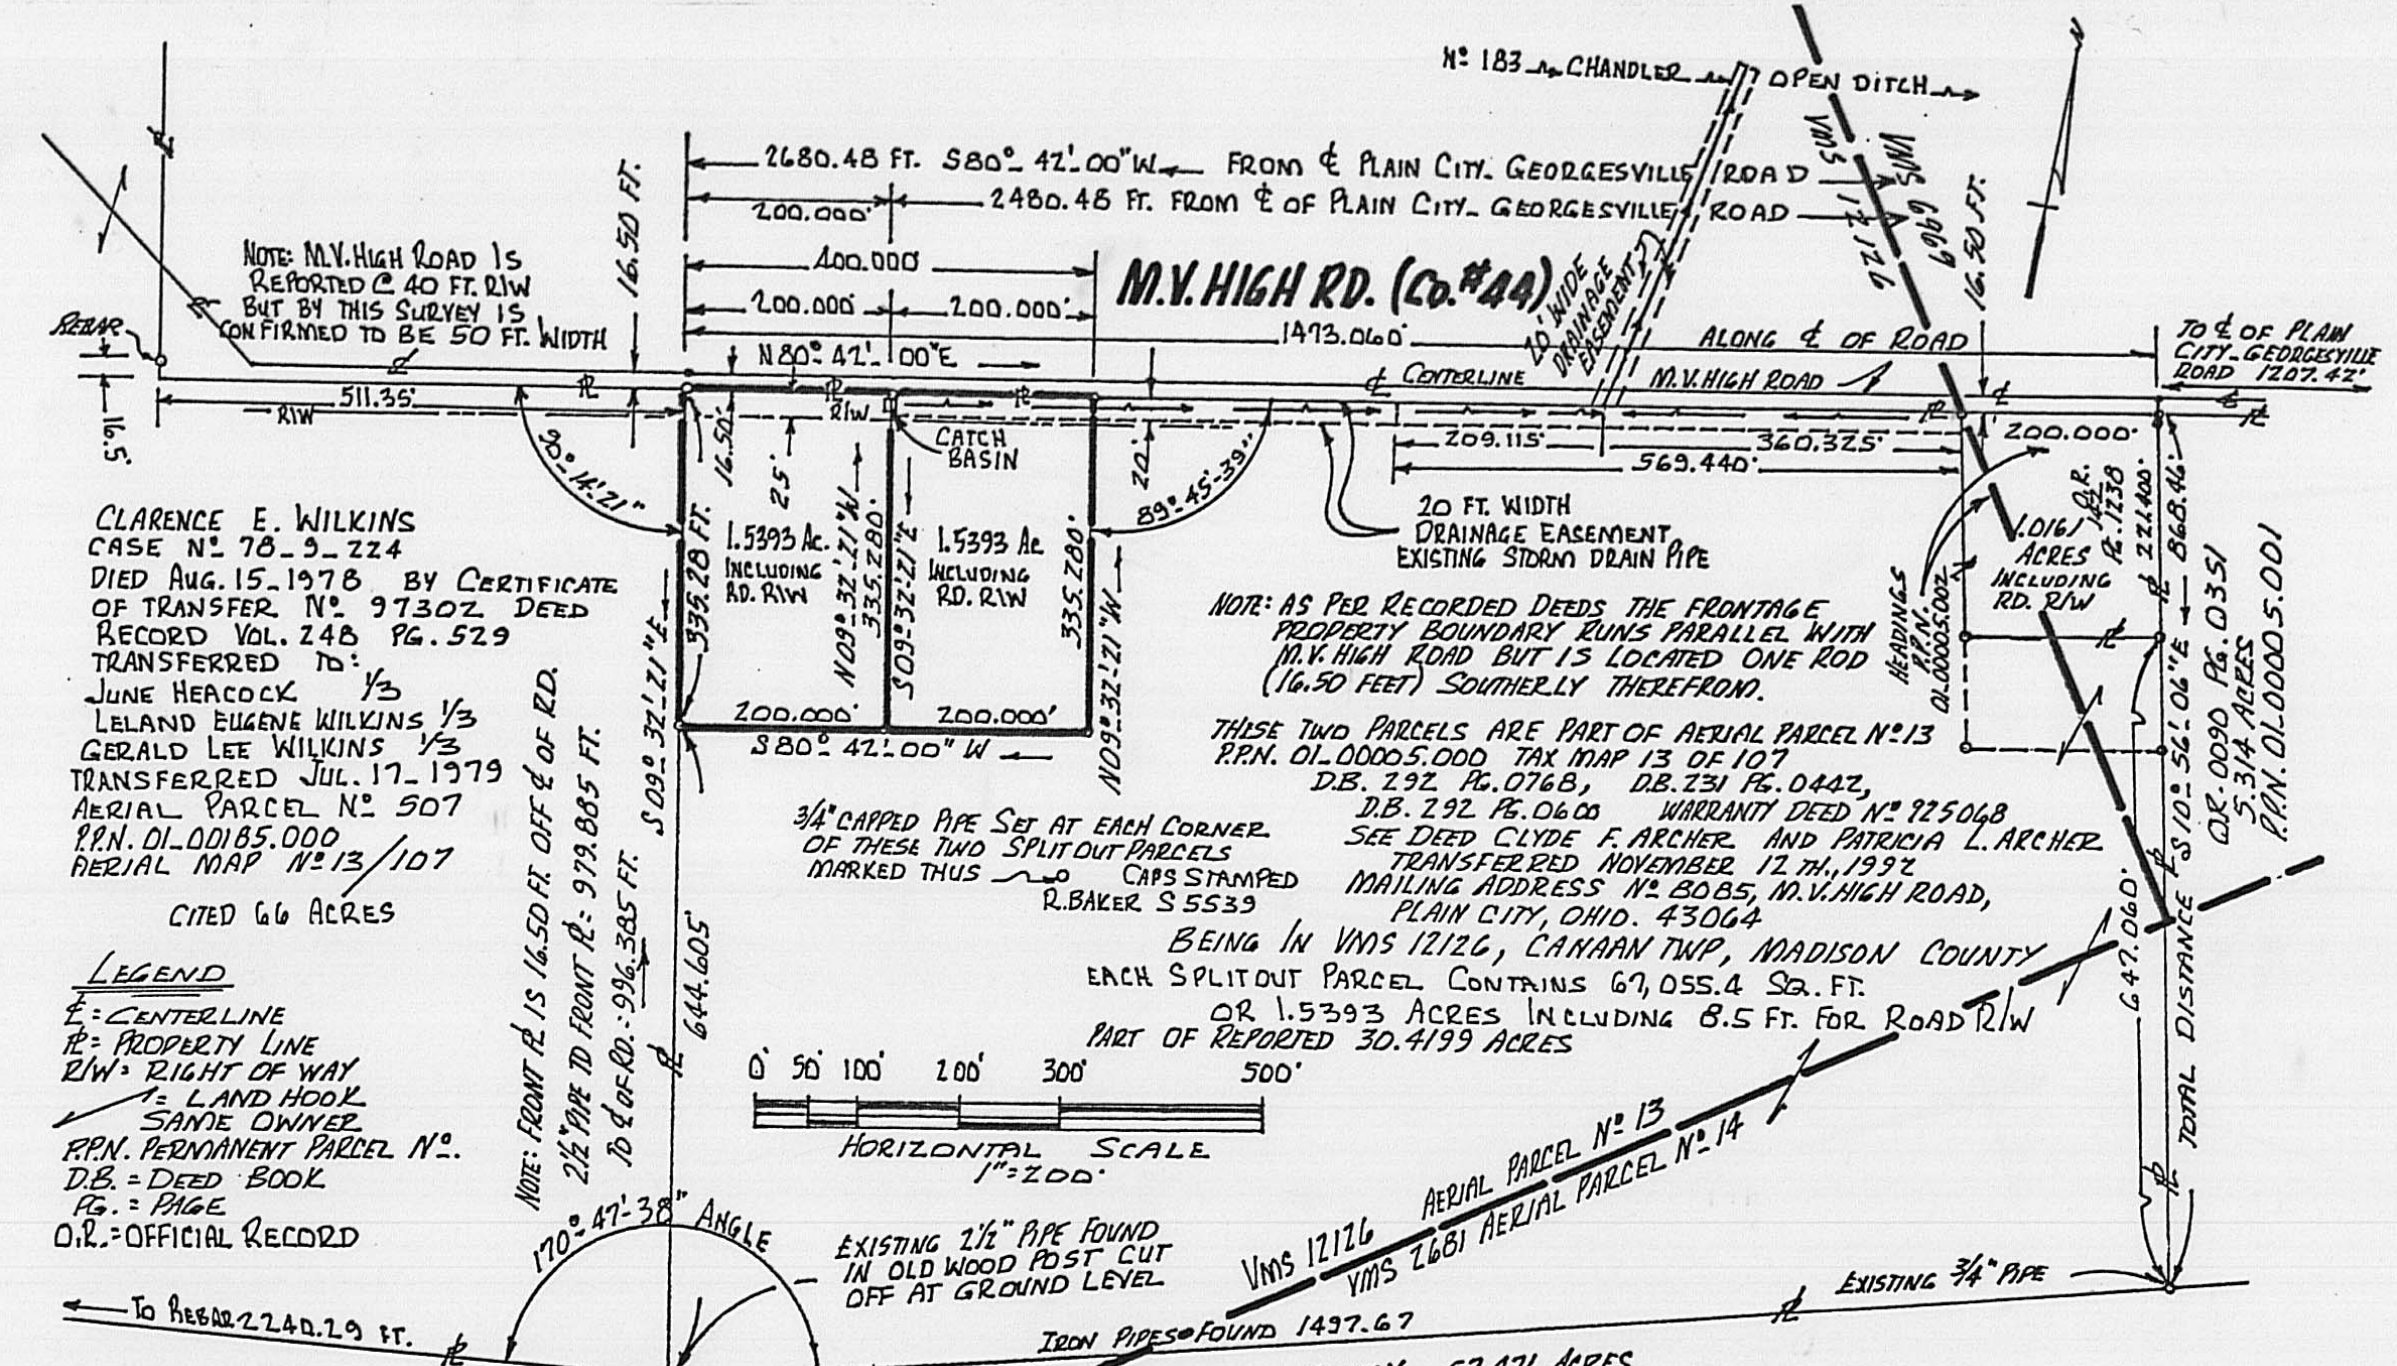 Nº 183 CHANDLER OPEN DITCH
VMS 12126
VMS 6969
16.50 FT.
2680.48 FT. S80°-42'-00"W FROM ℄ PLAIN CITY-GEORGESVILLE ROAD
200.000' 2480.48 FT. FROM ℄ OF PLAIN CITY-GEORGESVILLE ROAD
16.50 FT.
400.000
200.000' 200.000'
M.V. HIGH RD. (CO.#44)
1473.060' ALONG ℄ OF ROAD
20' WIDE
DRAINAGE
EASEMENT
TO ℄ OF PLAIN
CITY-GEORGESVILLE
ROAD 1207.42'
NOTE: M.V. HIGH ROAD IS
REPORTED @ 40 FT. R/W
BUT BY THIS SURVEY IS
CONFIRMED TO BE 50 FT. WIDTH
REBAR
16.5'
N80°-42'-00"E
℄ CENTERLINE M.V. HIGH ROAD
511.35'
R/W
R/W
16.50'
25'
CATCH
BASIN
20'
90°-14'-21"
89°-45'-39"
209.115' 360.325'
569.440'
200.000'
20 FT. WIDTH
DRAINAGE EASEMENT
EXISTING STORM DRAIN PIPE
335.28 FT.
1.5393 Ac.
INCLUDING
RD. R/W
N09°-32'-21"W
335.280'
S09°-32'-21"E
1.5393 Ac
INCLUDING
RD. R/W
335.280'
N09°-32'-21"W
200.000' 200.000'
S80°-42'-00"W
S09°-32'-21"E
644.605'
O.R.
142
PG. 1238
221.400'
868.46'
1.0161
ACRES
INCLUDING
RD. R/W
HEADINGS
P.P.N.
01.00005.002
S10°-56'-06"E
TOTAL DISTANCE
647.060'
O.R. 0090 PG. 0351
5.314 ACRES
P.P.N. 01.00005.001
CLARENCE E. WILKINS
CASE Nº 78-9-224
DIED AUG. 15-1978 BY CERTIFICATE
OF TRANSFER Nº 97302 DEED
RECORD VOL. 248 PG. 529
TRANSFERRED TO:
JUNE HEACOCK 1/3
LELAND EUGENE WILKINS 1/3
GERALD LEE WILKINS 1/3
TRANSFERRED JUL. 17-1979
AERIAL PARCEL Nº 507
P.P.N. 01-00185.000
AERIAL MAP Nº 13/107
CITED 66 ACRES
NOTE: FRONT ⅊ IS 16.50 FT. OFF ℄ OF RD.
2½" PIPE TO FRONT ⅊ = 979.885 FT.
TO ℄ OF RD. = 996.385 FT.
NOTE: AS PER RECORDED DEEDS THE FRONTAGE
PROPERTY BOUNDARY RUNS PARALLEL WITH
M.V. HIGH ROAD BUT IS LOCATED ONE ROD
(16.50 FEET) SOUTHERLY THEREFROM.
THESE TWO PARCELS ARE PART OF AERIAL PARCEL Nº 13
P.P.N. 01-00005.000 TAX MAP 13 OF 107
D.B. 292 PG. 0768, D.B. 231 PG. 0442,
D.B. 292 PG. 0600 WARRANTY DEED Nº 925068
SEE DEED CLYDE F. ARCHER AND PATRICIA L. ARCHER
TRANSFERRED NOVEMBER 12 TH., 1992
MAILING ADDRESS Nº 8085, M.V. HIGH ROAD,
PLAIN CITY, OHIO. 43064
BEING IN VMS 12126, CANAAN TWP, MADISON COUNTY
EACH SPLITOUT PARCEL CONTAINS 67,055.4 SQ. FT.
OR 1.5393 ACRES INCLUDING 8.5 FT. FOR ROAD R/W
PART OF REPORTED 30.4199 ACRES
3/4" CAPPED PIPE SET AT EACH CORNER
OF THESE TWO SPLITOUT PARCELS
MARKED THUS CAPS STAMPED
R. BAKER S 5539
LEGEND
℄ = CENTERLINE
⅊ = PROPERTY LINE
R/W = RIGHT OF WAY
= LAND HOOK
SAME OWNER
P.P.N. PERMANENT PARCEL Nº.
D.B. = DEED BOOK
PG. = PAGE
O.R. = OFFICIAL RECORD
0' 50' 100' 200' 300' 500'
HORIZONTAL SCALE
1"=200'
170°-47'-38" ANGLE
EXISTING 2½" PIPE FOUND
IN OLD WOOD POST CUT
OFF AT GROUND LEVEL
AERIAL PARCEL Nº 13
VMS 12126
VMS 2681 AERIAL PARCEL Nº 14
EXISTING 3/4" PIPE
TO REBAR 2240.29 FT.
IRON PIPES FOUND 1497.67
ACRES